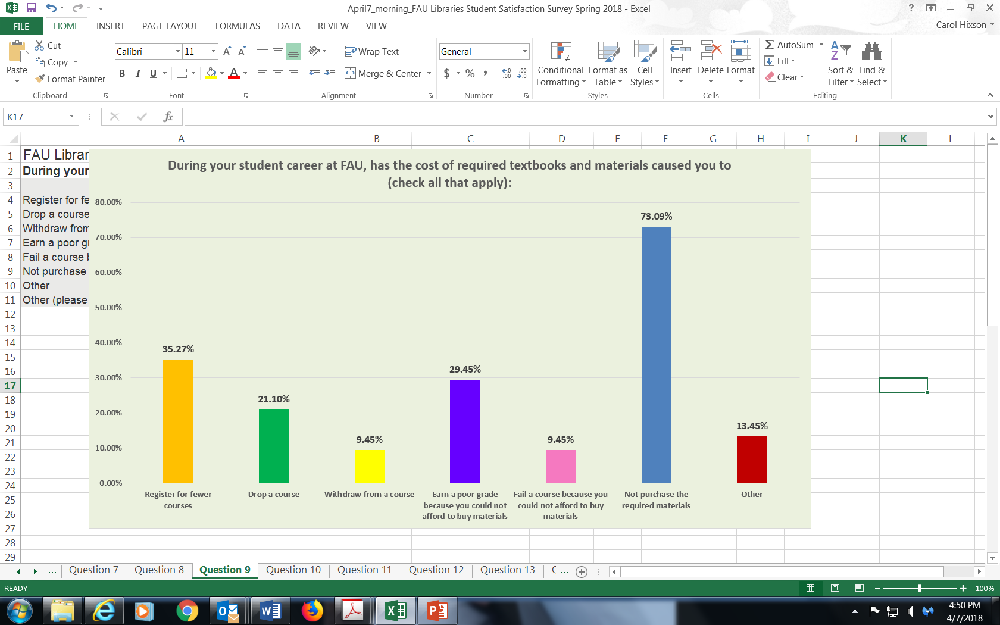 April7_morning_FAU Libraries Student Satisfaction Survey Spring 2018 - Excel
FILE HOME INSERT PAGE LAYOUT FORMULAS DATA REVIEW VIEW
Carol Hixson
Paste
Cut
Copy
Format Painter
Clipboard
Calibri 11
B I U
Font
Wrap Text
Merge & Center
Alignment
General
$ % ,
Number
Conditional Formatting
Format as Table
Cell Styles
Styles
Insert Delete Format
Cells
AutoSum
Fill
Clear
Sort & Filter
Find & Select
Editing
K17
fx
A B C D E F G H I J K L
1 FAU Librar
2 During your
3
4 Register for fe
5 Drop a course
6 Withdraw from
7 Earn a poor g
8 Fail a course
9 Not purchase
10 Other
11 Other (please
12
13
14
15
16
17
18
19
20
21
22
23
24
25
26
27
28
29
During your student career at FAU, has the cost of required textbooks and materials caused you to
(check all that apply):
80.00%
70.00%
60.00%
50.00%
40.00%
30.00%
20.00%
10.00%
0.00%
35.27%
21.10%
9.45%
29.45%
9.45%
73.09%
13.45%
Register for fewer
courses
Drop a course
Withdraw from a course
Earn a poor grade
because you could not
afford to buy materials
Fail a course because you
could not afford to buy
materials
Not purchase the
required materials
Other
... Question 7 Question 8 Question 9 Question 10 Question 11 Question 12 Question 13 ...
READY
100%
4:50 PM
4/7/2018